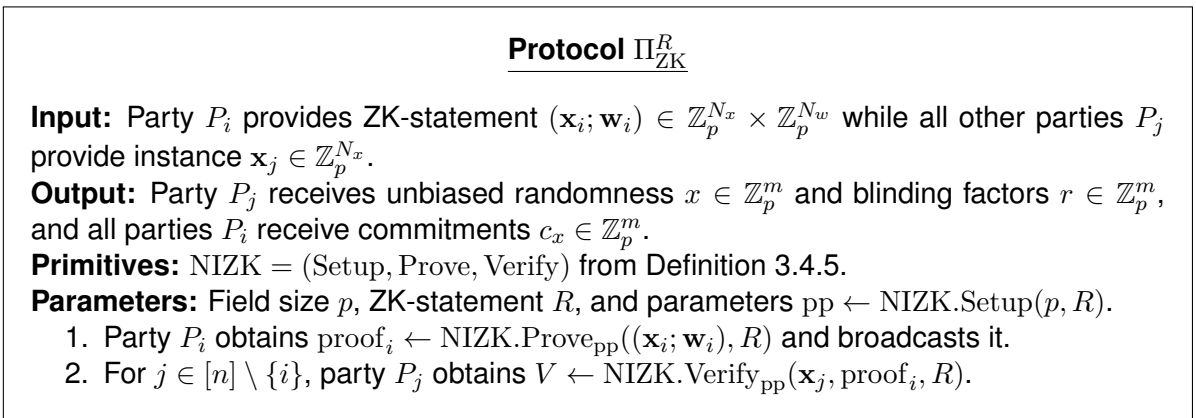 Protocol Π_ZK^R
Input: Party P_i provides ZK-statement (x_i; w_i) ∈ ℤ_p^{N_x} × ℤ_p^{N_w} while all other parties P_j
provide instance x_j ∈ ℤ_p^{N_x}.
Output: Party P_j receives unbiased randomness x ∈ ℤ_p^m and blinding factors r ∈ ℤ_p^m,
and all parties P_i receive commitments c_x ∈ ℤ_p^m.
Primitives: NIZK = (Setup, Prove, Verify) from Definition 3.4.5.
Parameters: Field size p, ZK-statement R, and parameters pp ← NIZK.Setup(p, R).
1. Party P_i obtains proof_i ← NIZK.Prove_pp((x_i; w_i), R) and broadcasts it.
2. For j ∈ [n] \ {i}, party P_j obtains V ← NIZK.Verify_pp(x_j, proof_i, R).